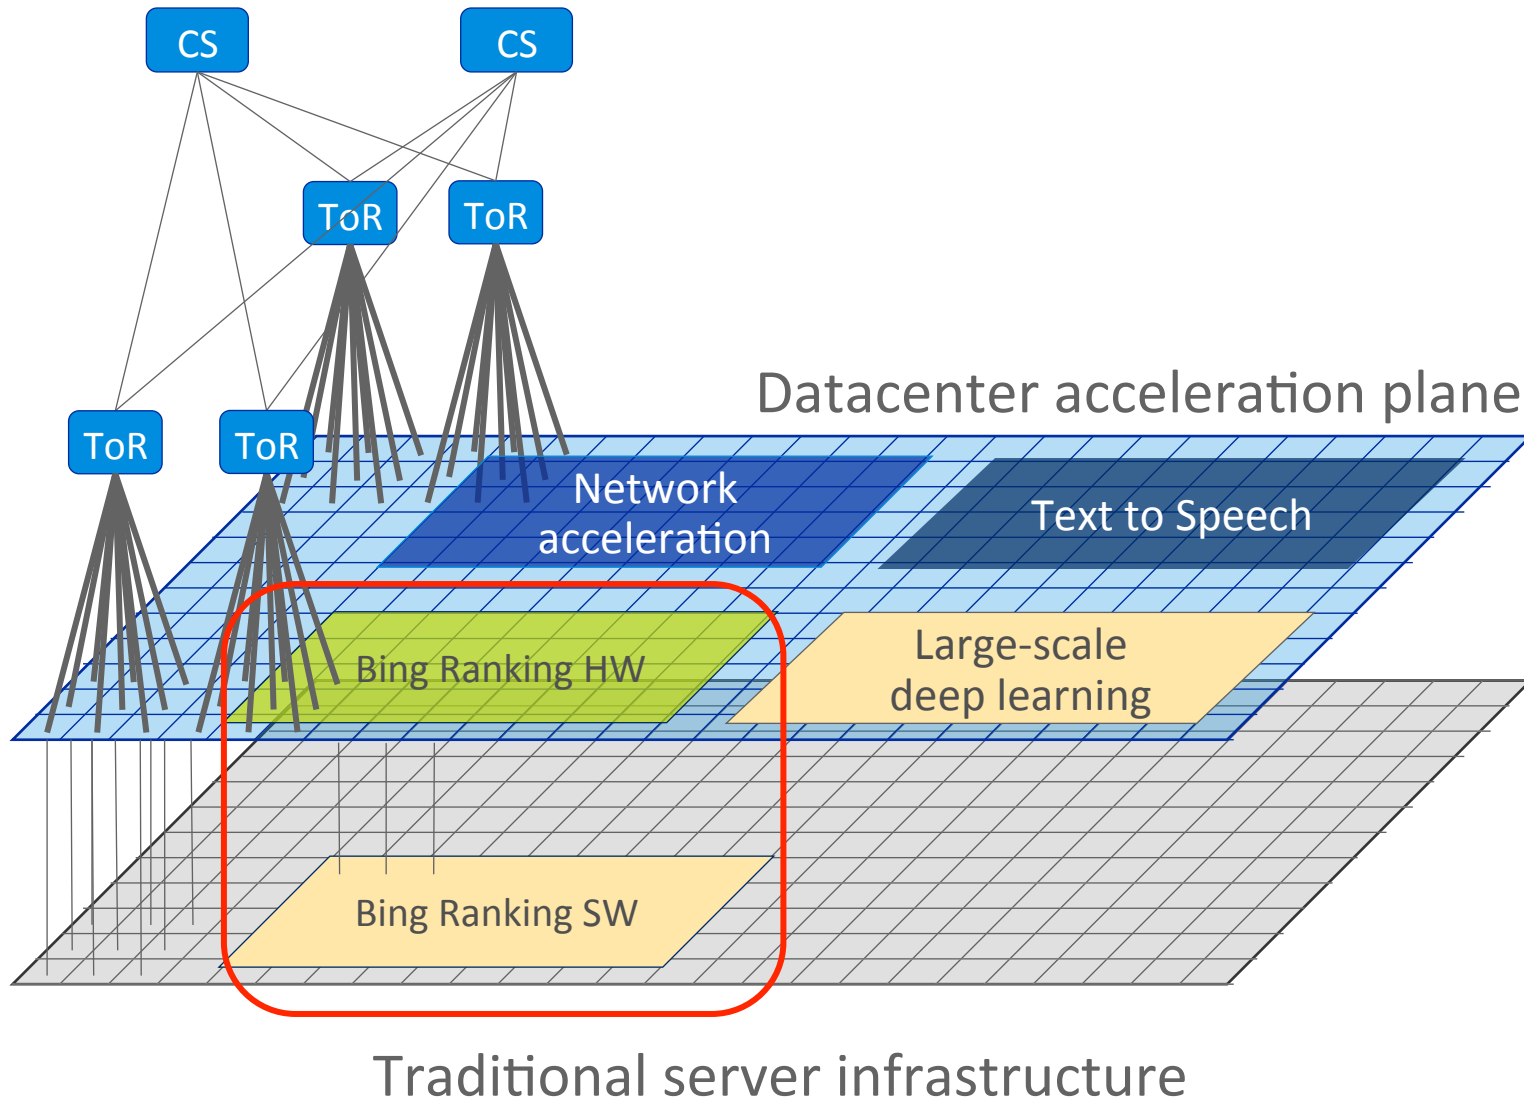 CS
CS
ToR
ToR
Datacenter acceleration plane
ToR
ToR
Network
acceleration
Text to Speech
Bing Ranking HW
Large-scale
deep learning
Bing Ranking SW
Traditional server infrastructure